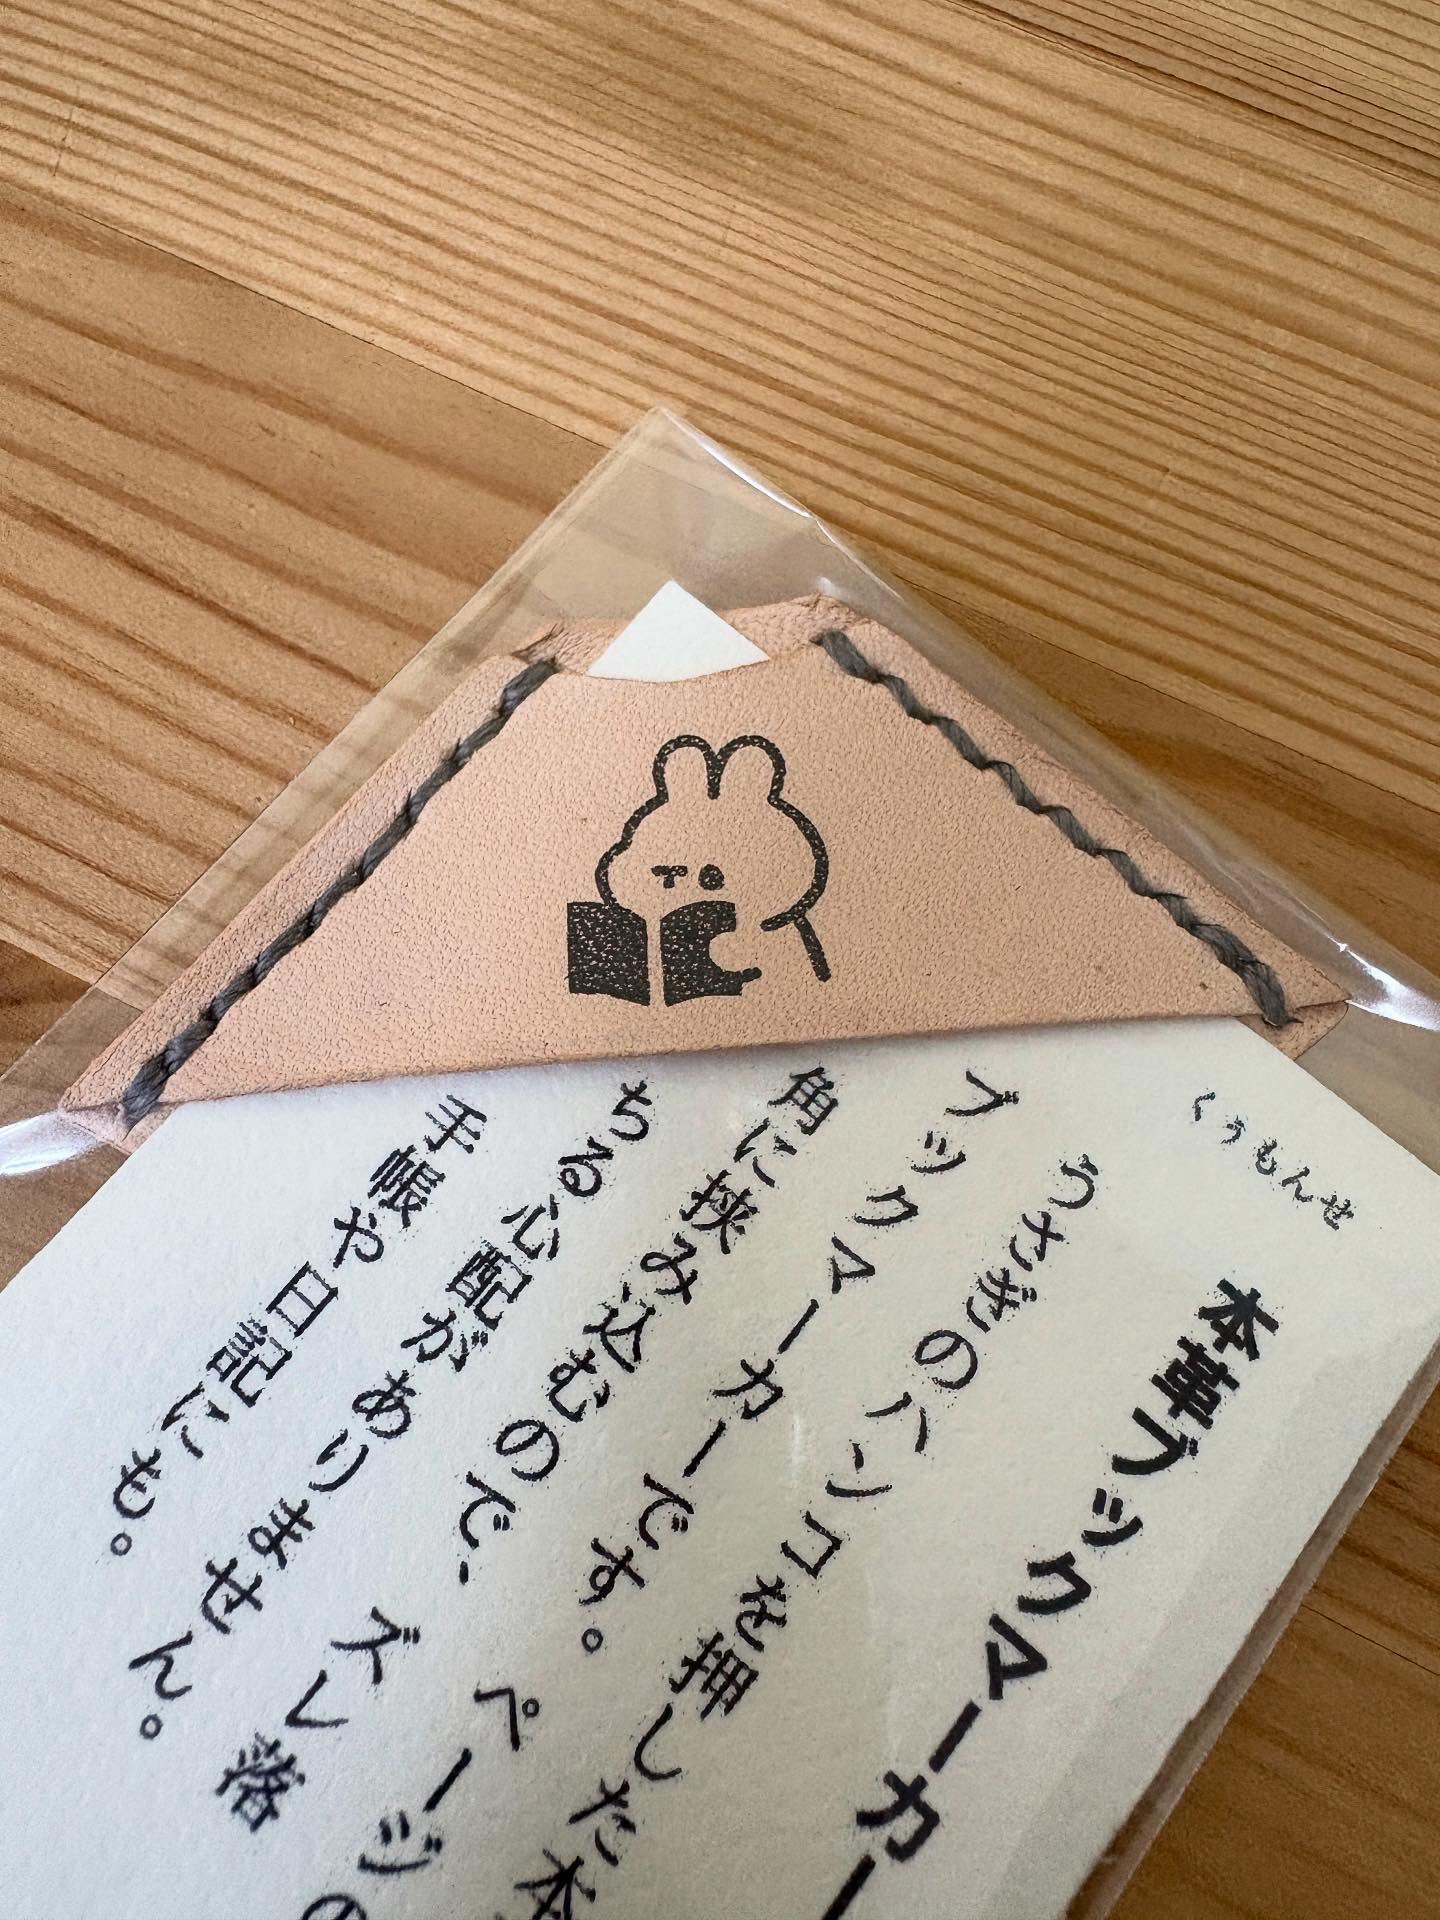 くうもんせ
本革ブックマーカー
うさぎのハンコを押した本
ブックマーカーです。ページの
角に挟み込むので、ズレ落
ちる心配がありません。
手帳や日記にも。